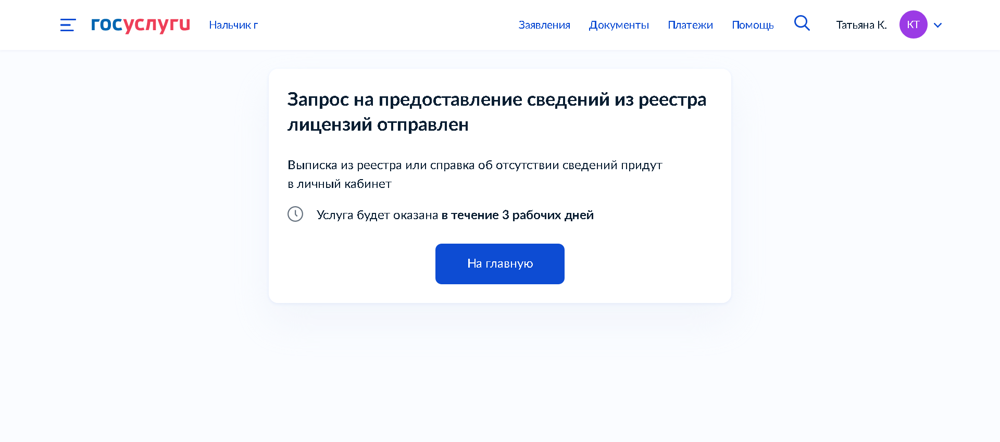 госуслуги Нальчик г Заявления Документы Платежи Помощь Татьяна К. КТ
Запрос на предоставление сведений из реестра
лицензий отправлен
Выписка из реестра или справка об отсутствии сведений придут
в личный кабинет
Услуга будет оказана в течение 3 рабочих дней
На главную